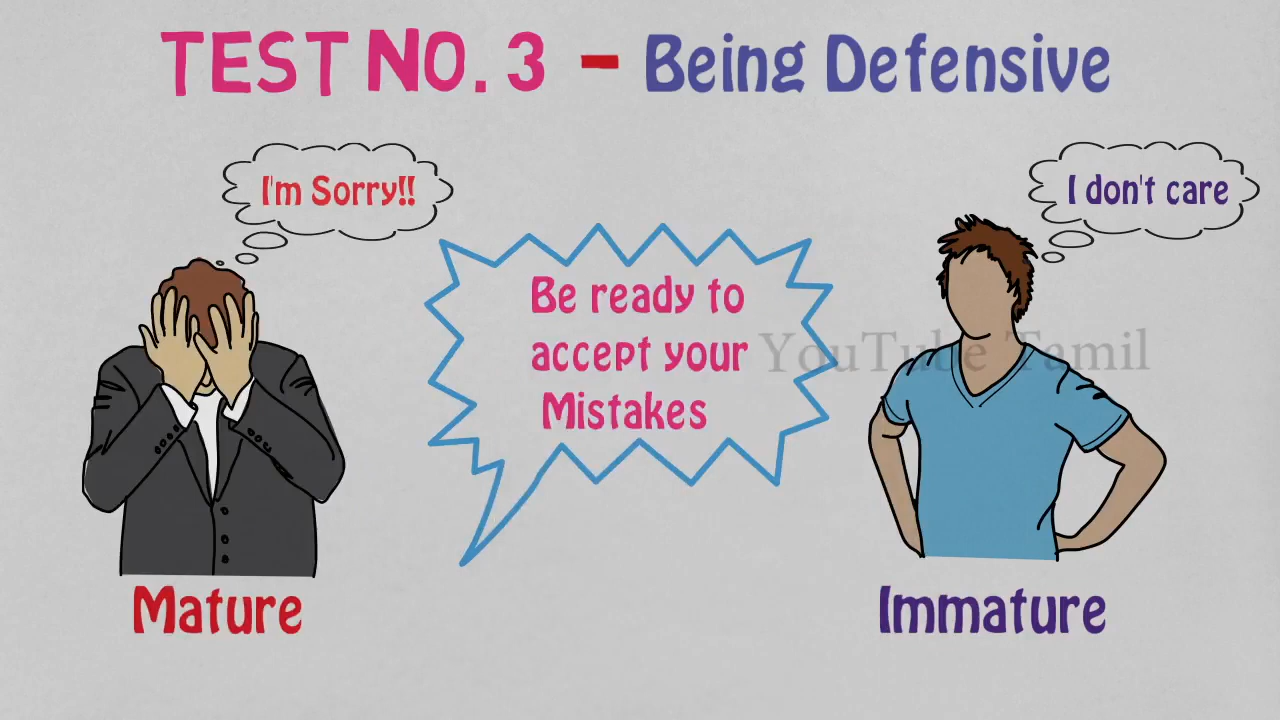 TEST NO. 3 - Being Defensive
I'm Sorry!!
I don't care
Be ready to
accept your
Mistakes
YouTube Tamil
Mature
Immature